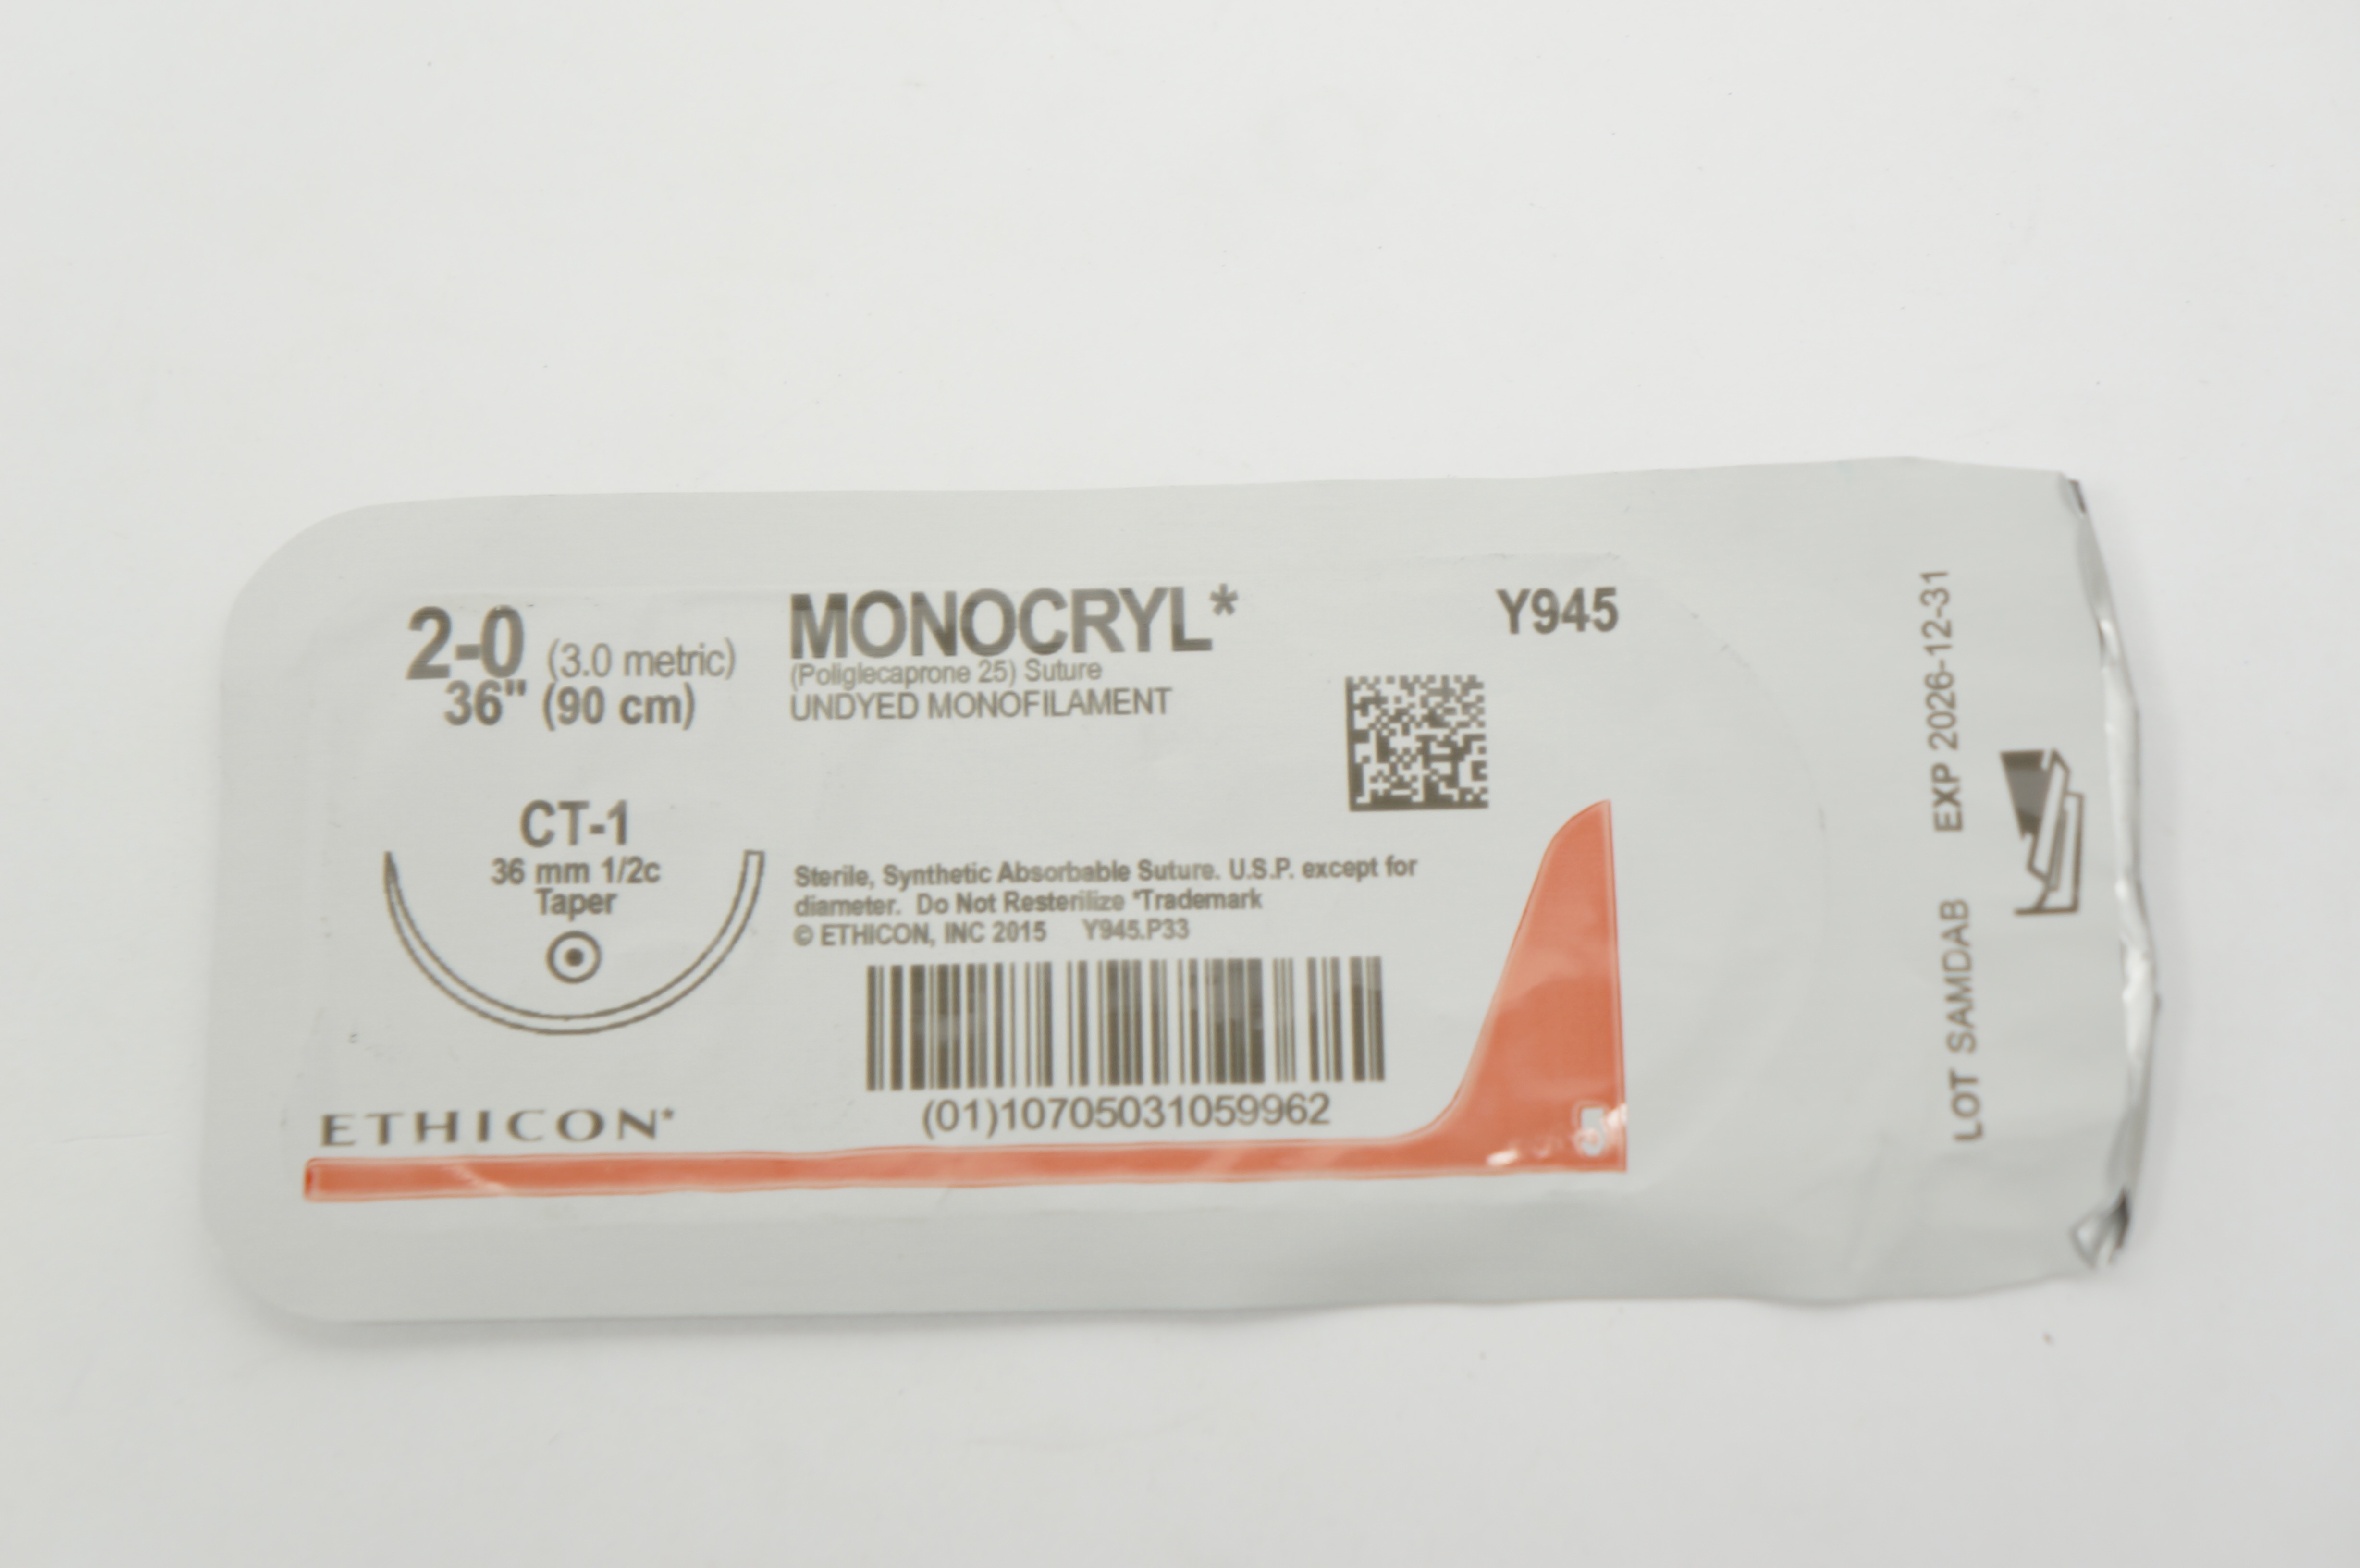 2-0 (3.0 metric)
36" (90 cm)
MONOCRYL*
(Poliglecaprone 25) Suture
UNDYED MONOFILAMENT
Y945
CT-1
36 mm 1/2c
Taper
Sterile, Synthetic Absorbable Suture. U.S.P. except for
diameter. Do Not Resterilize *Trademark
© ETHICON, INC 2015 Y945.P33
(01)10705031059962
ETHICON*
LOT SAMDAB EXP 2026-12-31